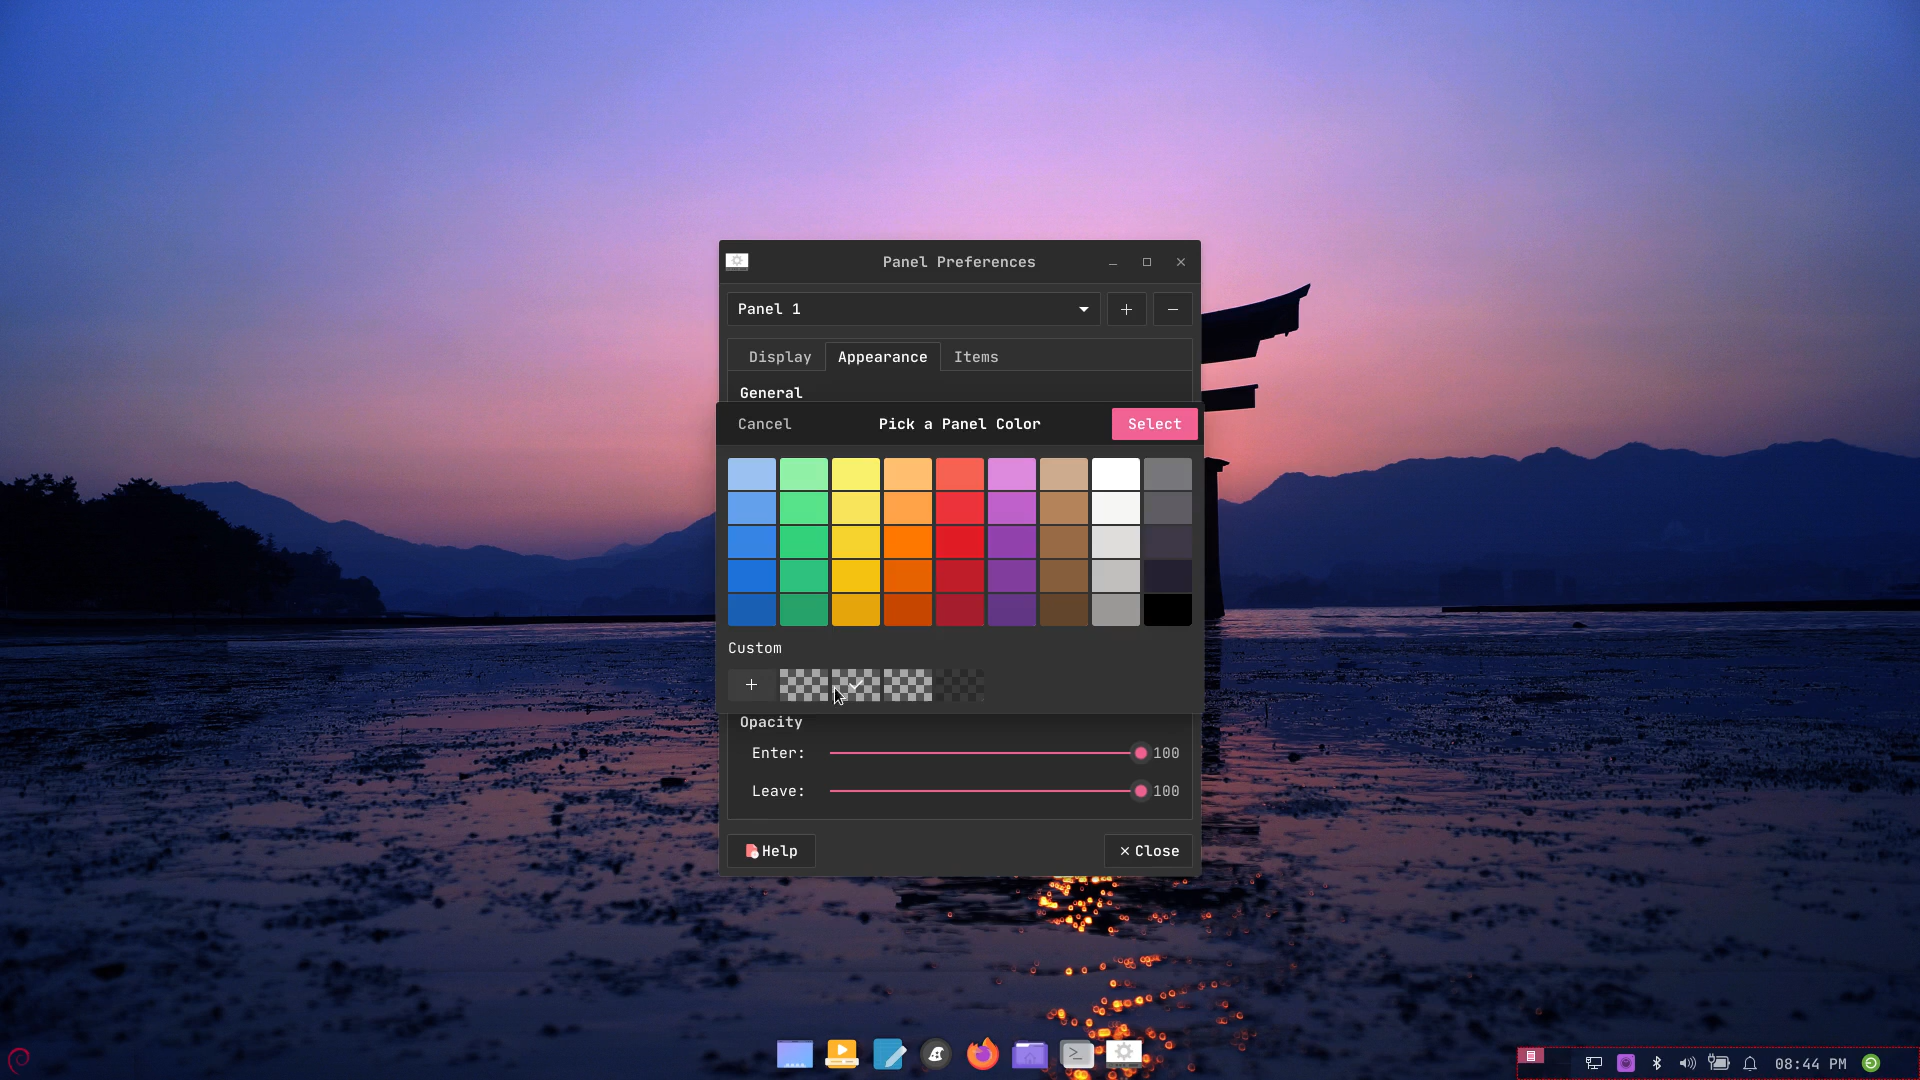 Panel Preferences
Panel 1
Display Appearance Items
General
Cancel Pick a Panel Color Select
Custom
Opacity
Enter: 100
Leave: 100
Help Close
08:44 PM